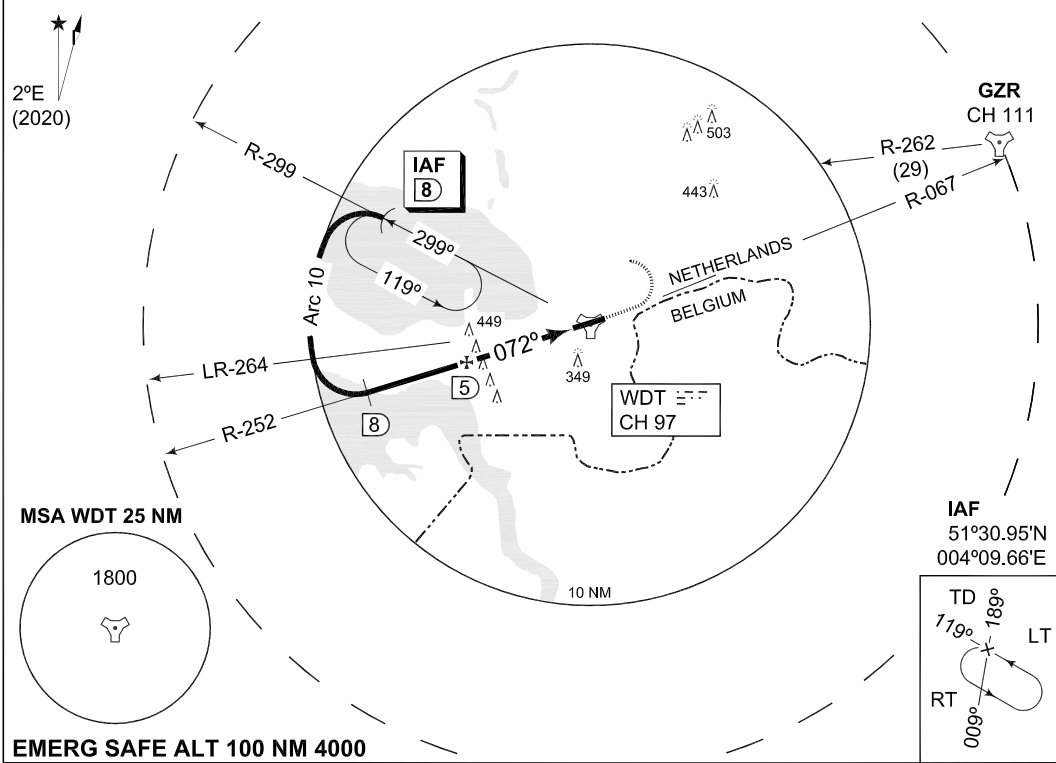 2ºE
(2020)
GZR
CH 111
R-262
(29)
R-067
503
443
IAF
8
R-299
299º
119º
NETHERLANDS
BELGIUM
Arc 10
449
072º
LR-264
5
349
R-252
8
WDT
CH 97
10 NM
MSA WDT 25 NM
1800
IAF
51º30.95'N
004º09.66'E
TD
119º
189º
LT
RT
009º
EMERG SAFE ALT 100 NM 4000